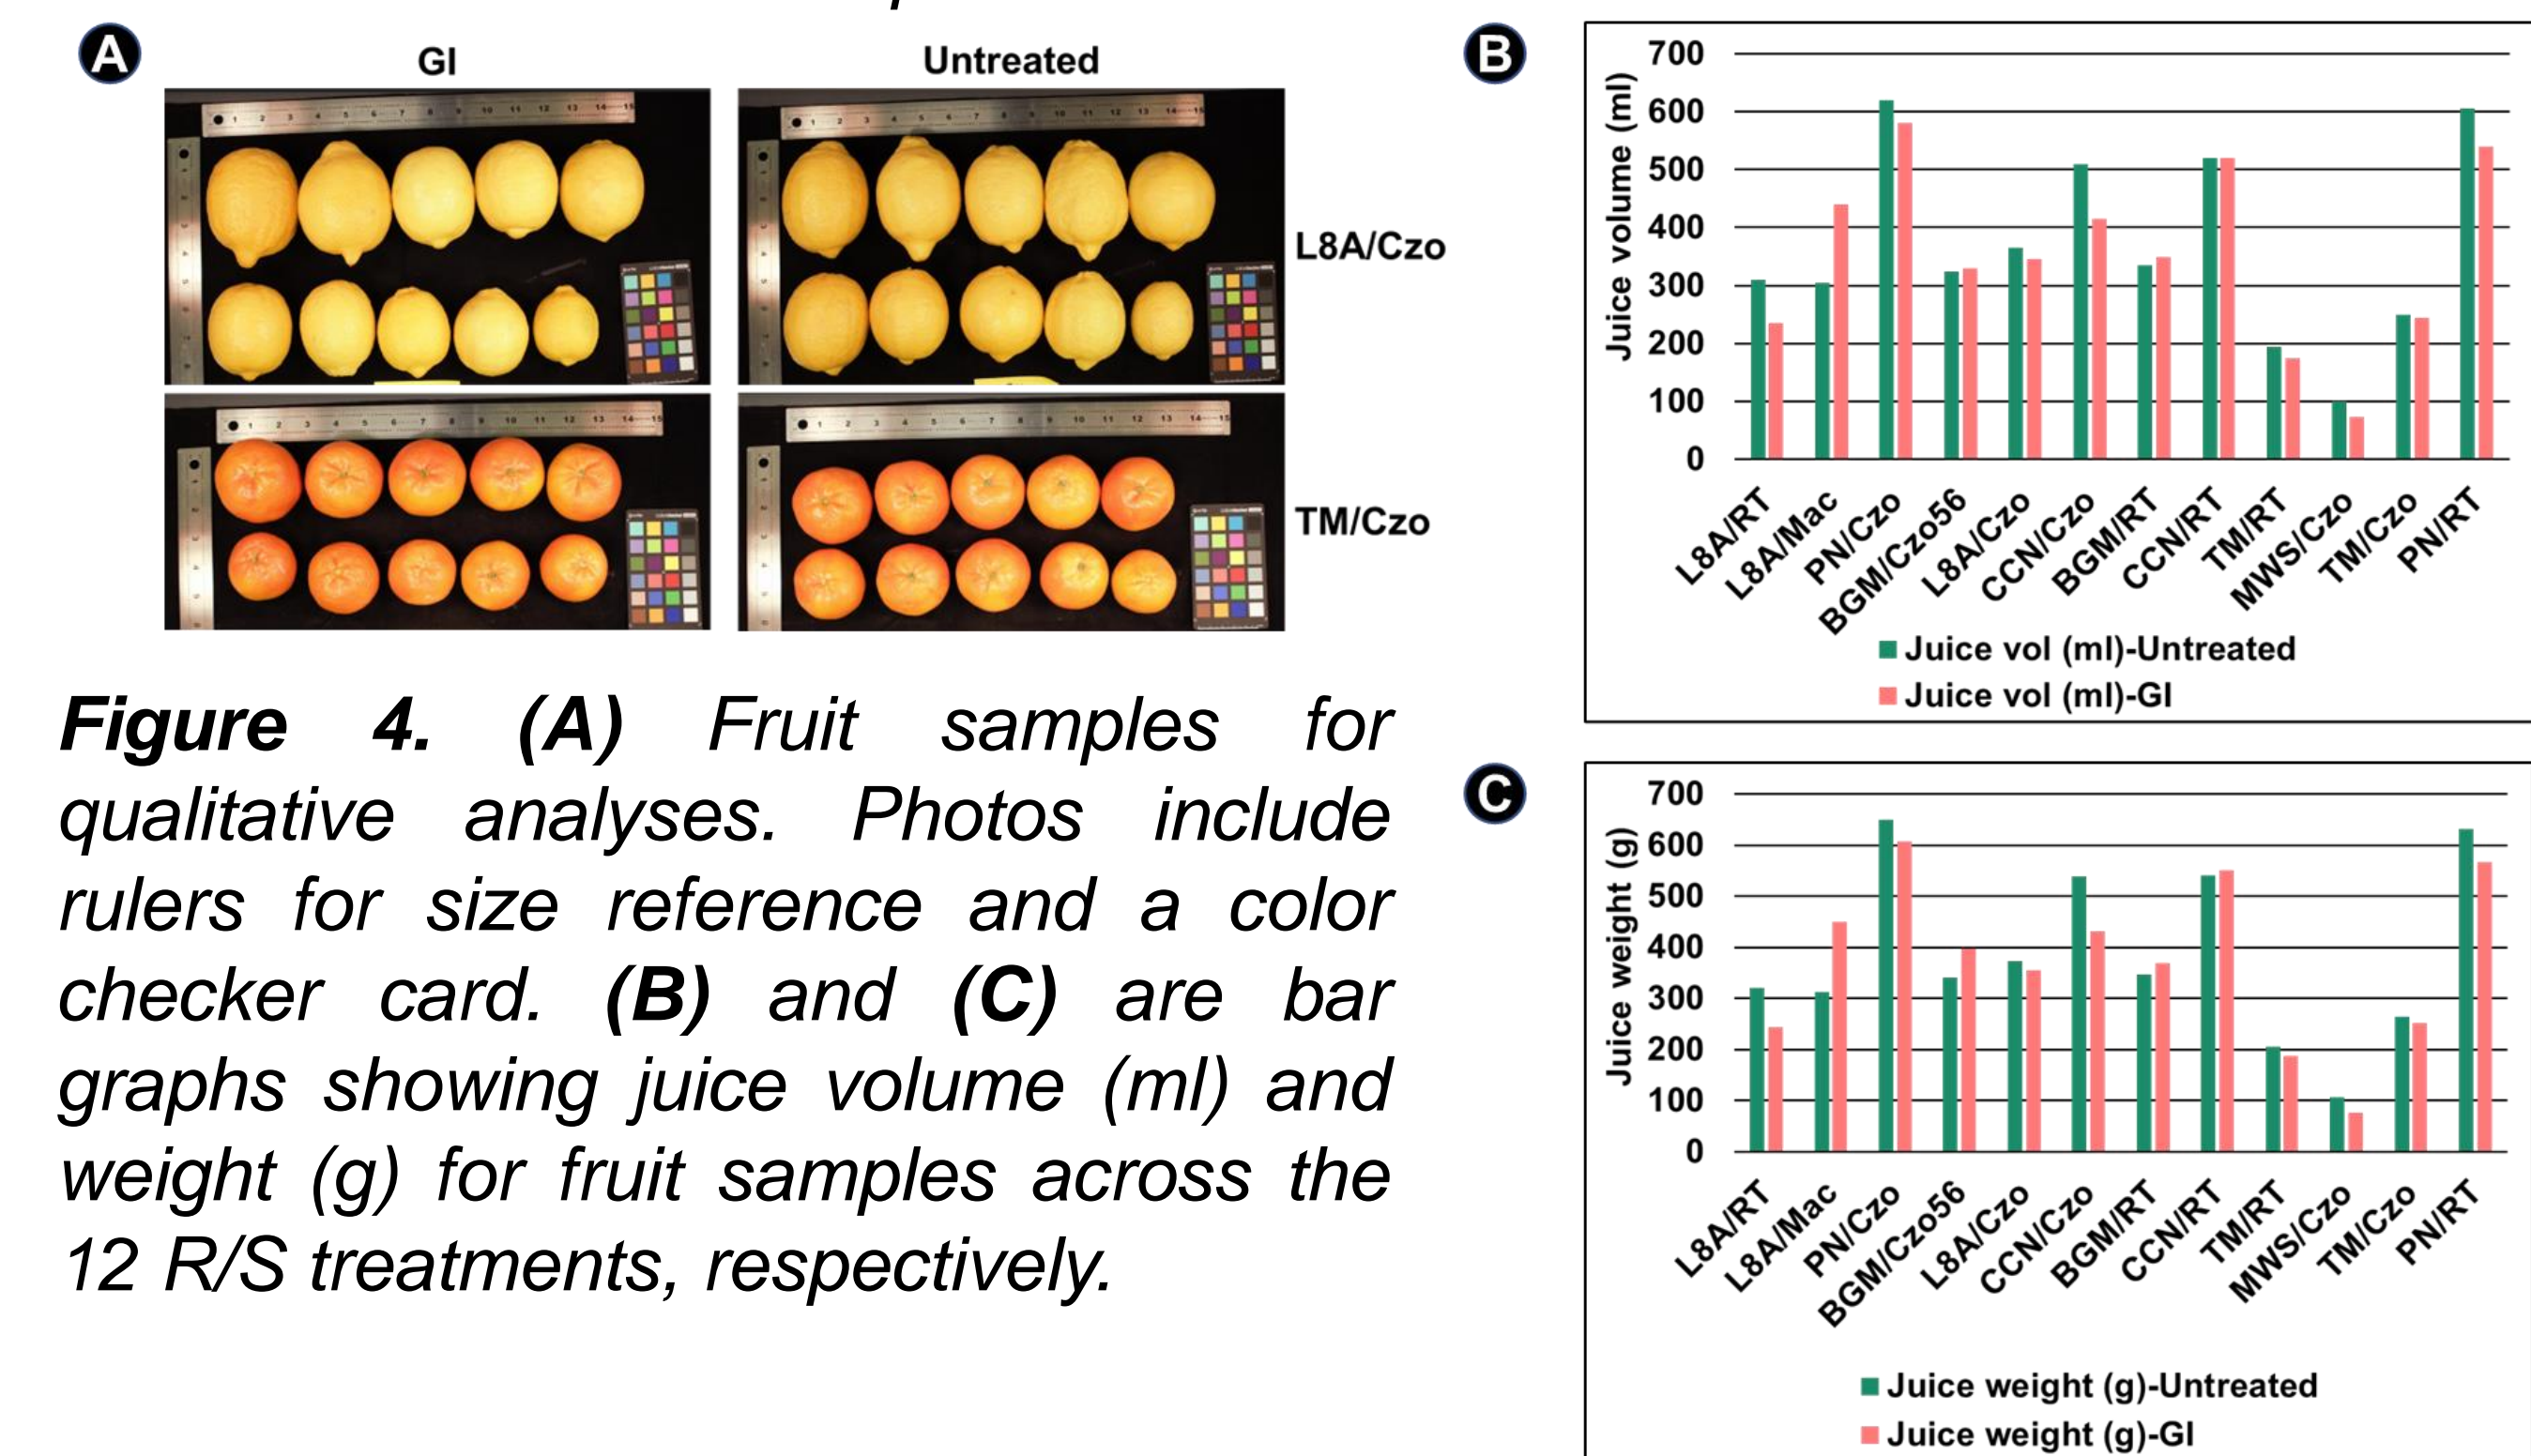 A
GI
Untreated
L8A/Czo
TM/Czo
Figure 4. (A) Fruit samples for
qualitative analyses. Photos include
rulers for size reference and a color
checker card. (B) and (C) are bar
graphs showing juice volume (ml) and
weight (g) for fruit samples across the
12 R/S treatments, respectively.
B
Juice volume (ml)
700
600
500
400
300
200
100
0
L8A/RT
L8A/Mac
PN/Czo
BGM/Czo56
L8A/Czo
CCN/Czo
BGM/RT
CCN/RT
TM/RT
MWS/Czo
TM/Czo
PN/RT
Juice vol (ml)-Untreated
Juice vol (ml)-GI
C
Juice weight (g)
700
600
500
400
300
200
100
0
L8A/RT
L8A/Mac
PN/Czo
BGM/Czo56
L8A/Czo
CCN/Czo
BGM/RT
CCN/RT
TM/RT
MWS/Czo
TM/Czo
PN/RT
Juice weight (g)-Untreated
Juice weight (g)-GI